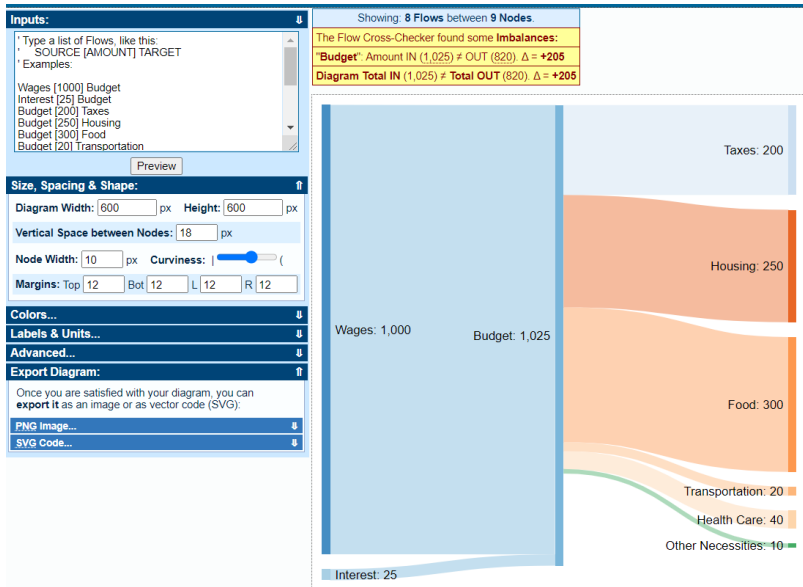 Inputs: ⇓
' Type a list of Flows, like this:
' SOURCE [AMOUNT] TARGET
' Examples:
Wages [1000] Budget
Interest [25] Budget
Budget [200] Taxes
Budget [250] Housing
Budget [300] Food
Budget [20] Transportation
Preview
Size, Spacing & Shape: ⇑
Diagram Width: 600 px Height: 600 px
Vertical Space between Nodes: 18 px
Node Width: 10 px Curviness: | (
Margins: Top 12 Bot 12 L 12 R 12
Colors... ⇓
Labels & Units... ⇓
Advanced... ⇓
Export Diagram: ⇑
Once you are satisfied with your diagram, you can
export it as an image or as vector code (SVG):
PNG Image... ⇓
SVG Code... ⇓
Showing: 8 Flows between 9 Nodes.
The Flow Cross-Checker found some Imbalances:
"Budget": Amount IN (1,025) ≠ OUT (820). Δ = +205
Diagram Total IN (1,025) ≠ Total OUT (820). Δ = +205
Taxes: 200
Housing: 250
Wages: 1,000
Budget: 1,025
Food: 300
Transportation: 20
Health Care: 40
Other Necessities: 10
Interest: 25